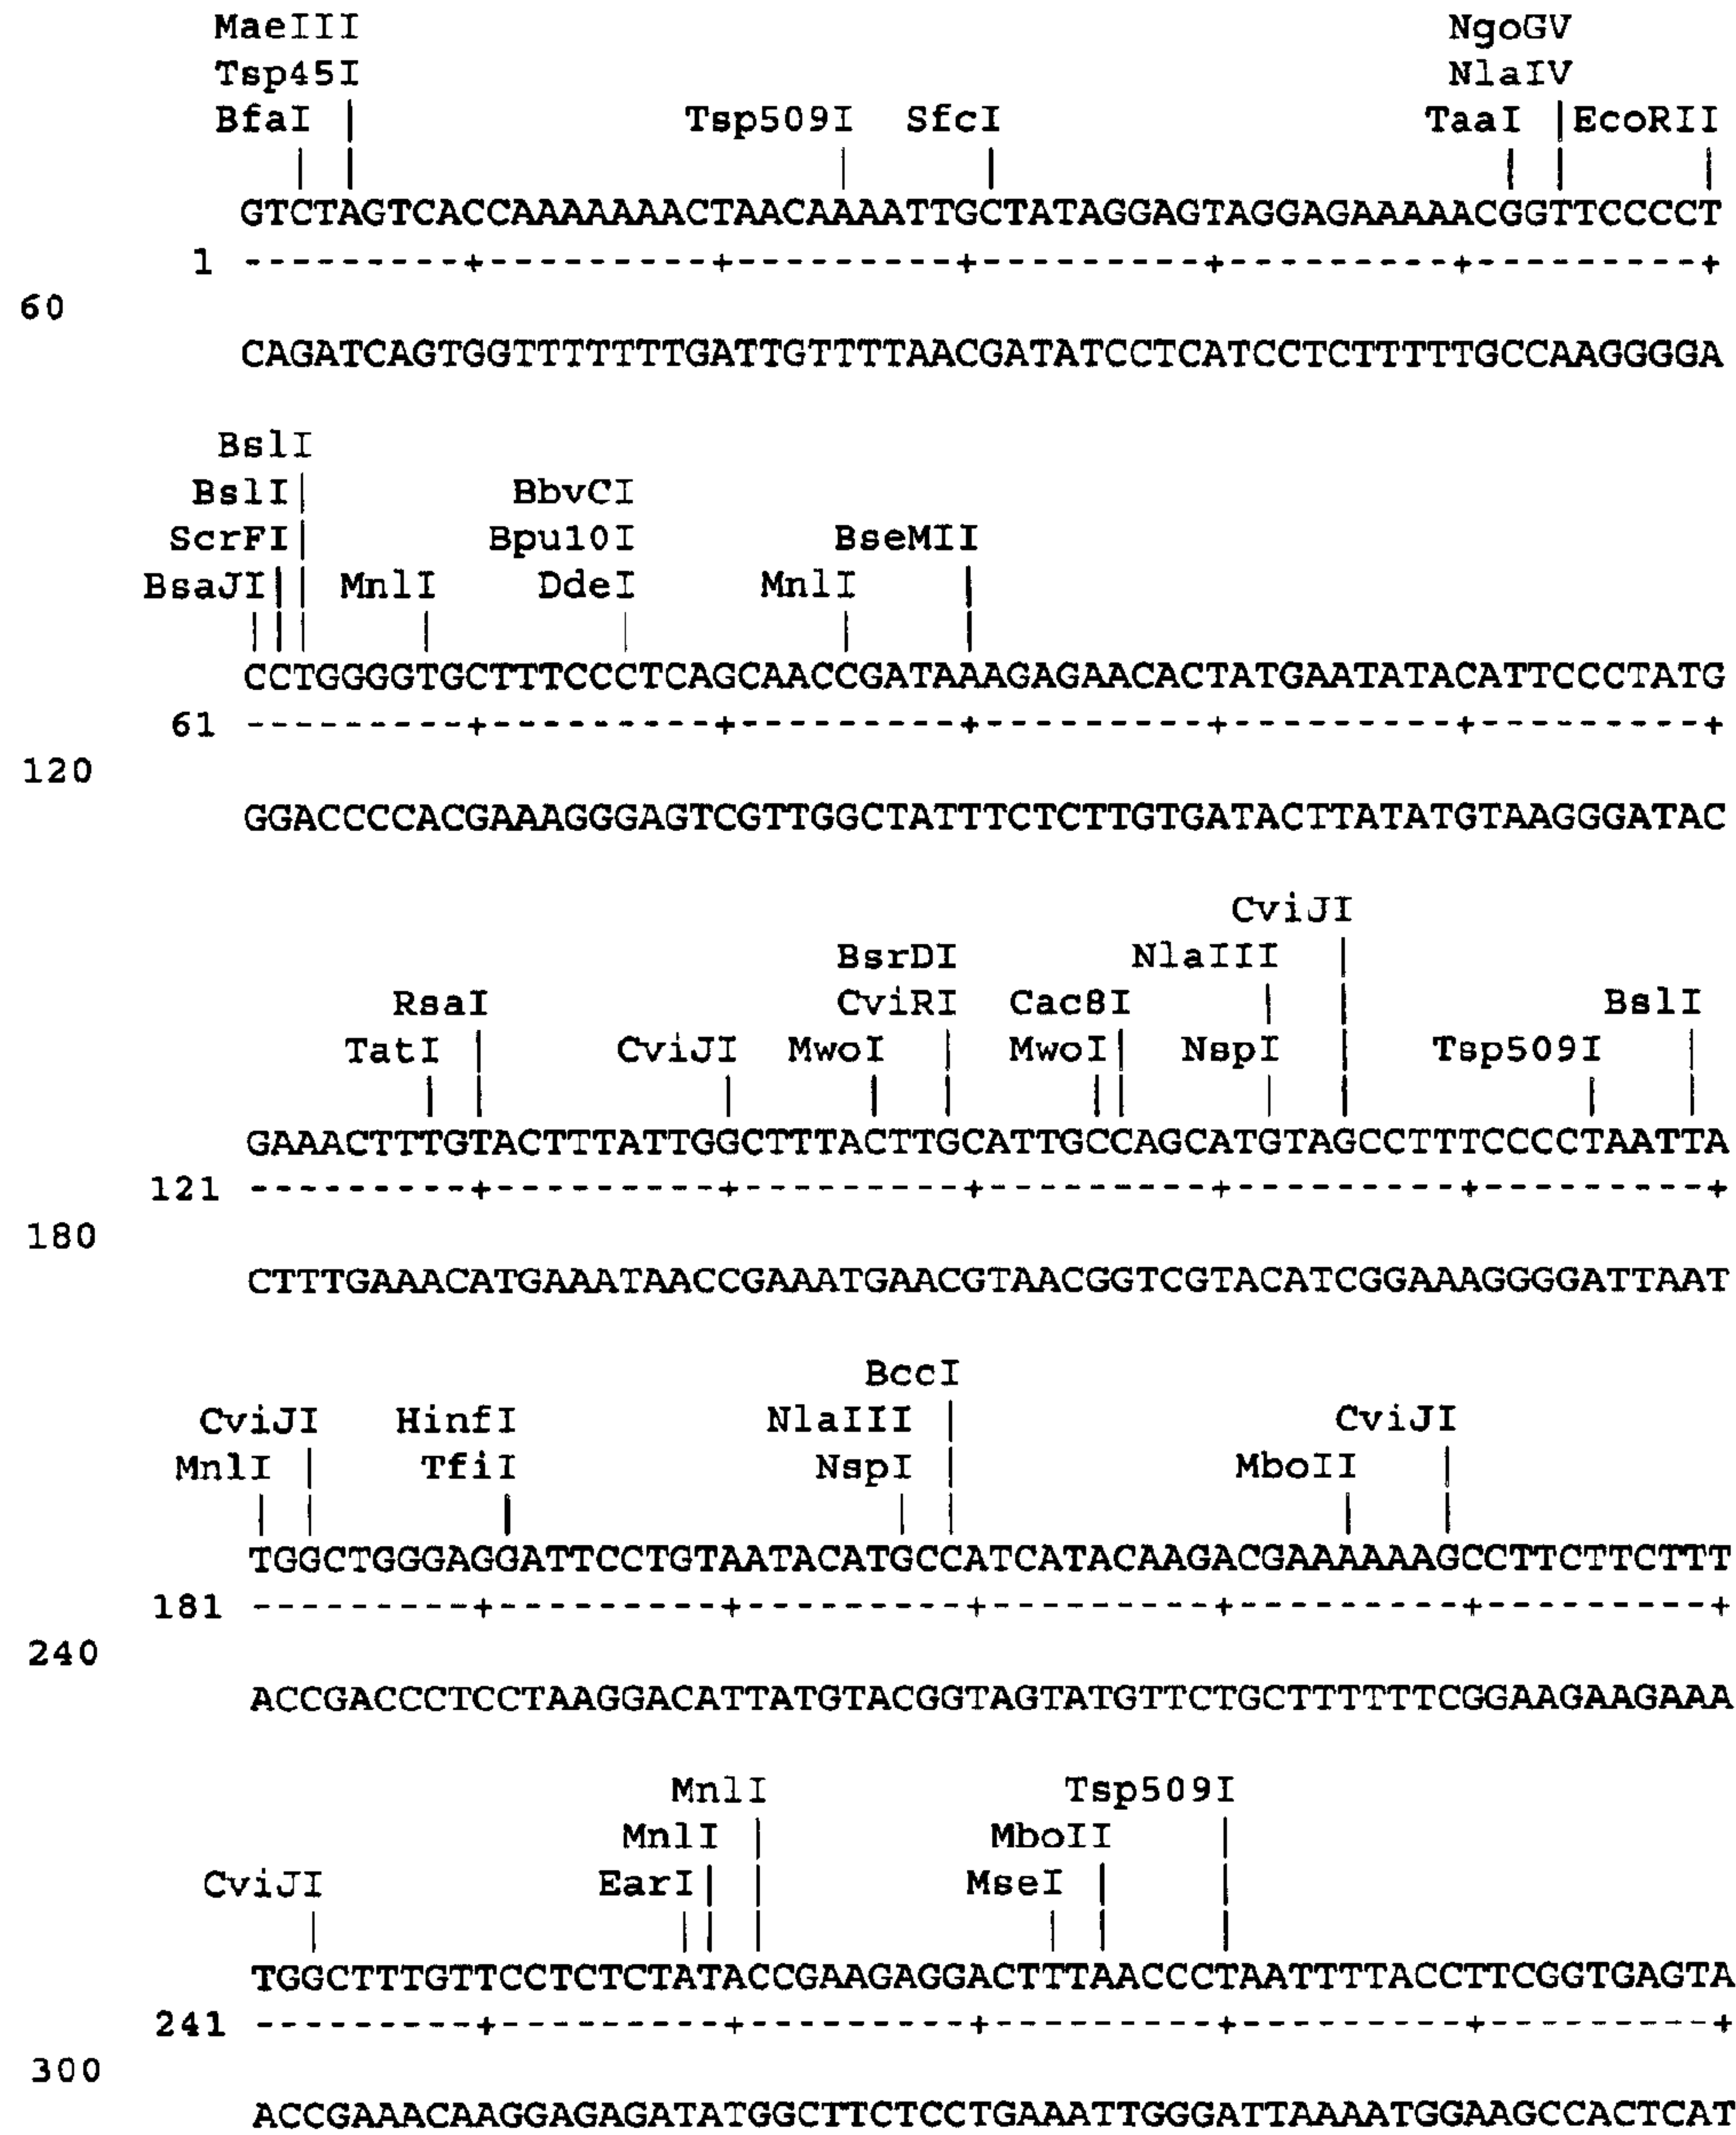 MaeIII NgoGV
Tsp45I NlaIV
BfaI | Tsp509I SfcI TaaI |EcoRII
GTCTAGTCACCAAAAAAACTAACAAAATTGCTATAGGAGTAGGAGAAAAACGGTTCCCCT
1 ---------+---------+---------+---------+---------+---------+
60
CAGATCAGTGGTTTTTTTGATTGTTTTAACGATATCCTCATCCTCTTTTTGCCAAGGGGA
BslI
BslI| BbvCI
ScrFI| Bpu10I BseMII
BsaJI|| MnlI DdeI MnlI |
CCTGGGGTGCTTTCCCTCAGCAACCGATAAAGAGAACACTATGAATATACATTCCCTATG
61 ---------+---------+---------+---------+---------+---------+
120
GGACCCCACGAAAGGGAGTCGTTGGCTATTTCTCTTGTGATACTTATATGTAAGGGATAC
CviJI
BsrDI NlaIII |
RsaI CviRI Cac8I | | BslI
TatI | CviJI MwoI | MwoI| NspI | Tsp509I |
GAAACTTTGTACTTTATTGGCTTTACTTGCATTGCCAGCATGTAGCCTTTCCCCTAATTA
121 ---------+---------+---------+---------+---------+---------+
180
CTTTGAAACATGAAATAACCGAAATGAACGTAACGGTCGTACATCGGAAAGGGGATTAAT
BccI
CviJI HinfI NlaIII | CviJI
MnlI | TfiI NspI | MboII |
TGGCTGGGAGGATTCCTGTAATACATGCCATCATACAAGACGAAAAAAGCCTTCTTCTTT
181 ---------+---------+---------+---------+---------+---------+
240
ACCGACCCTCCTAAGGACATTATGTACGGTAGTATGTTCTGCTTTTTTCGGAAGAAGAAA
MnlI Tsp509I
MnlI | MboII |
CviJI EarI| | MseI | |
TGGCTTTGTTCCTCTCTATACCGAAGAGGACTTTAACCCTAATTTTACCTTCGGTGAGTA
241 ---------+---------+---------+---------+---------+---------+
300
ACCGAAACAAGGAGAGATATGGCTTCTCCTGAAATTGGGATTAAAATGGAAGCCACTCAT